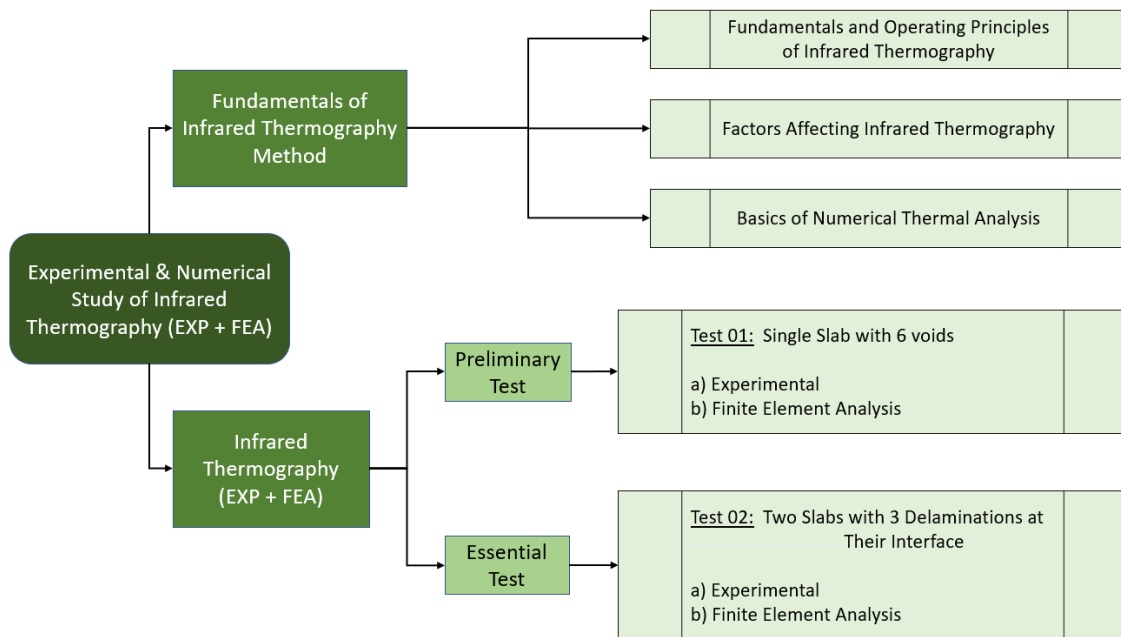 Fundamentals and Operating Principles
of Infrared Thermography
Fundamentals of
Infrared Thermography
Method
Factors Affecting Infrared Thermography
Basics of Numerical Thermal Analysis
Experimental & Numerical
Study of Infrared
Thermography (EXP + FEA)
Preliminary
Test
Test 01: Single Slab with 6 voids
a) Experimental
b) Finite Element Analysis
Infrared
Thermography
(EXP + FEA)
Essential
Test
Test 02: Two Slabs with 3 Delaminations at
Their Interface
a) Experimental
b) Finite Element Analysis